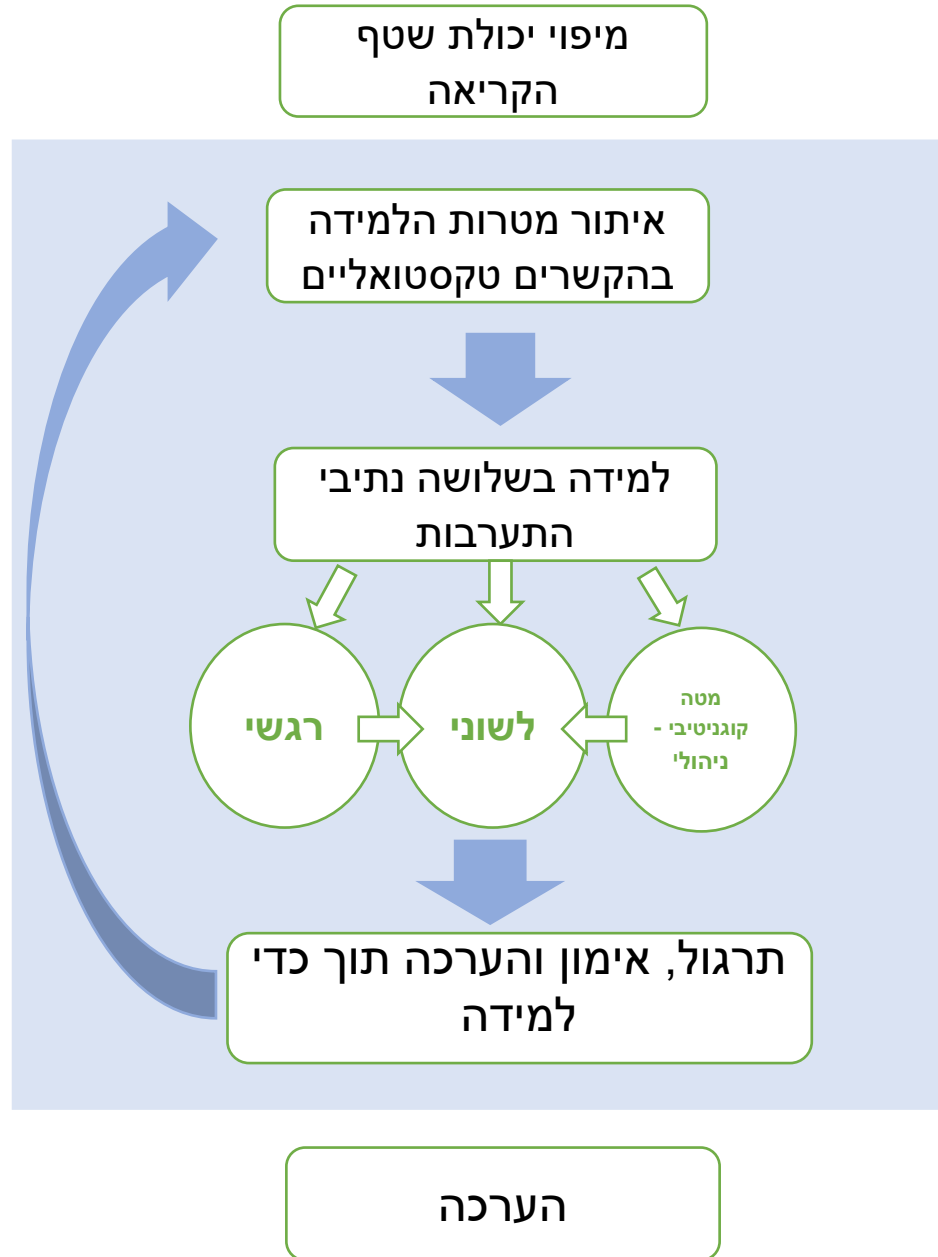 מיפוי יכולת שטף
הקריאה
איתור מטרות הלמידה
בהקשרים טקסטואליים
למידה בשלושה נתיבי
התערבות
מטה
קוגניטיבי -
ניהולי
לשוני
רגשי
תרגול, אימון והערכה תוך כדי
למידה
הערכה